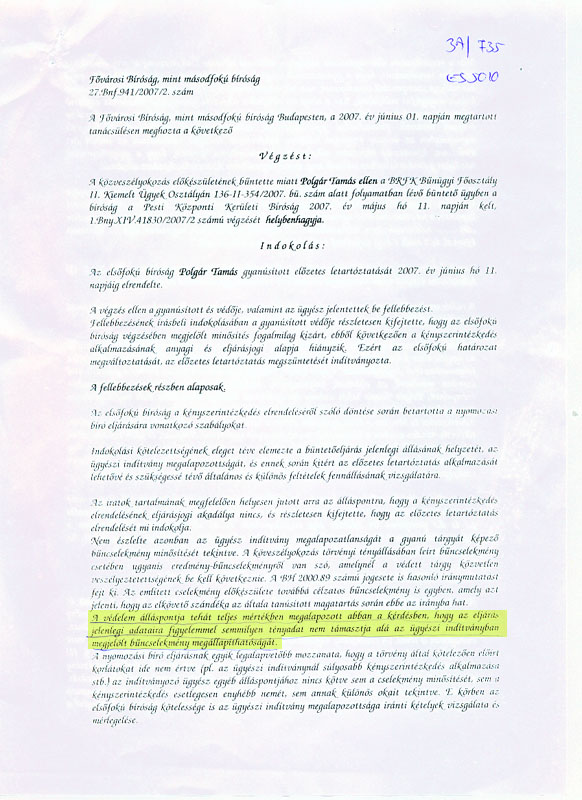 3A/735
ES 5010
Fővárosi Bíróság, mint másodfokú bíróság
27.Bnf.941/2007/2. szám
A Fővárosi Bíróság, mint másodfokú bíróság Budapesten, a 2007. év június 01. napján megtartott
tanácsülésen meghozta a következő
Végzést:
A közveszélyokozás előkészületének bűntette miatt Polgár Tamás ellen a BRFK Bűnügyi Főosztály
II. Kiemelt Ügyek Osztályán 136-II-354/2007. bü. szám alatt folyamatban lévő büntető ügyben a
bíróság a Pesti Központi Kerületi Bíróság 2007. év május hó 11. napján kelt,
1.Bny.XIV.41830/2007/2 számú végzését helybenhagyja.
Indokolás:
Az elsőfokú bíróság Polgár Tamás gyanúsított előzetes letartóztatását 2007. év június hó 11.
napjáig elrendelte.
A végzés ellen a gyanúsított és védője, valamint az ügyész jelentettek be fellebbezést.
Fellebbezésének írásbeli indokolásában a gyanúsított védője részletesen kifejtette, hogy az elsőfokú
bíróság végzésében megjelölt minősítés fogalmilag kizárt, ebből következően a kényszerintézkedés
alkalmazásának anyagi és eljárásjogi alapja hiányzik. Ezért az elsőfokú határozat
megváltoztatását, az előzetes letartóztatás megszüntetését indítványozta.
A fellebbezések részben alaposak.
Az elsőfokú bíróság a kényszerintézkedés elrendeléséről szóló döntése során betartotta a nyomozási
bíró eljárására vonatkozó szabályokat.
Indokolási kötelezettségének eleget téve elemezte a büntetőeljárás jelenlegi állásának helyzetét, az
ügyészi indítvány megalapozottságát, és ennek során kitért az előzetes letartóztatás alkalmazását
lehetővé és szükségessé tévő általános és különös feltételek fennállásának vizsgálatára.
Az iratok tartalmának megfelelően helyesen jutott arra az álláspontra, hogy a kényszerintézkedés
elrendelésének eljárásjogi akadálya nincs, és részletesen kifejtette, hogy az előzetes letartóztatás
elrendelését mi indokolja.
Nem észlelte azonban az ügyész indítvány megalapozatlanságát a gyanú tárgyát képező
bűncselekmény minősítését tekintve. A köveszélyokozás törvényi tényállásában leírt bűncselekmény
esetében ugyanis eredmény-bűncselekményről van szó, amelynél a védett tárgy közvetlen
veszélyeztetettségének be kell következnie. A BH 2000.89 számú jogesete is hasonló iránymutatást
fejt ki. Az említett cselekmény előkészülete továbbá célzatos bűncselekmény is egyben, amely azt
jelenti, hogy az elkövető szándéka az általa tanúsított magatartás során ebbe az irányba hat.
A védelem álláspontja tehát teljes mértékben megalapozott abban a kérdésben, hogy az eljárás
jelenlegi adataira figyelemmel semmilyen tényadat nem támasztja alá az ügyészi indítványban
megjelölt bűncselekmény megállapíthatóságát.
A nyomozási bíró eljárásnak egyik legalapvetőbb mozzanata, hogy a törvény által kötelezően előírt
korlátokat ide nem értve (pl. az ügyészi indítványnál súlyosabb kényszerintézkedés alkalmazása
stb.) az indítványozó ügyész egyéb álláspontjához nincs kötve sem a cselekmény minősítését, sem a
kényszerintézkedés esetlegesen enyhébb nemét, sem annak különös okait tekintve. E körben az
elsőfokú bíróság kötelessége is az ügyészi indítvány megalapozottsága iránti kételyek vizsgálata és
mérlegelése.